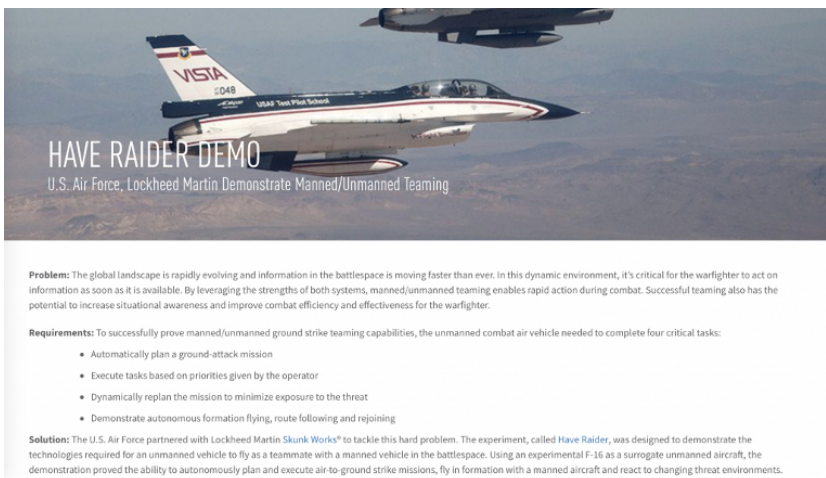 VISTA
048
USAF Test Pilot School
HAVE RAIDER DEMO
U.S. Air Force, Lockheed Martin Demonstrate Manned/Unmanned Teaming
Problem: The global landscape is rapidly evolving and information in the battlespace is moving faster than ever. In this dynamic environment, it's critical for the warfighter to act on
information as soon as it is available. By leveraging the strengths of both systems, manned/unmanned teaming enables rapid action during combat. Successful teaming also has the
potential to increase situational awareness and improve combat efficiency and effectiveness for the warfighter.
Requirements: To successfully prove manned/unmanned ground strike teaming capabilities, the unmanned combat air vehicle needed to complete four critical tasks:
• Automatically plan a ground-attack mission
• Execute tasks based on priorities given by the operator
• Dynamically replan the mission to minimize exposure to the threat
• Demonstrate autonomous formation flying, route following and rejoining
Solution: The U.S. Air Force partnered with Lockheed Martin Skunk Works® to tackle this hard problem. The experiment, called Have Raider, was designed to demonstrate the
technologies required for an unmanned vehicle to fly as a teammate with a manned vehicle in the battlespace. Using an experimental F-16 as a surrogate unmanned aircraft, the
demonstration proved the ability to autonomously plan and execute air-to-ground strike missions, fly in formation with a manned aircraft and react to changing threat environments.